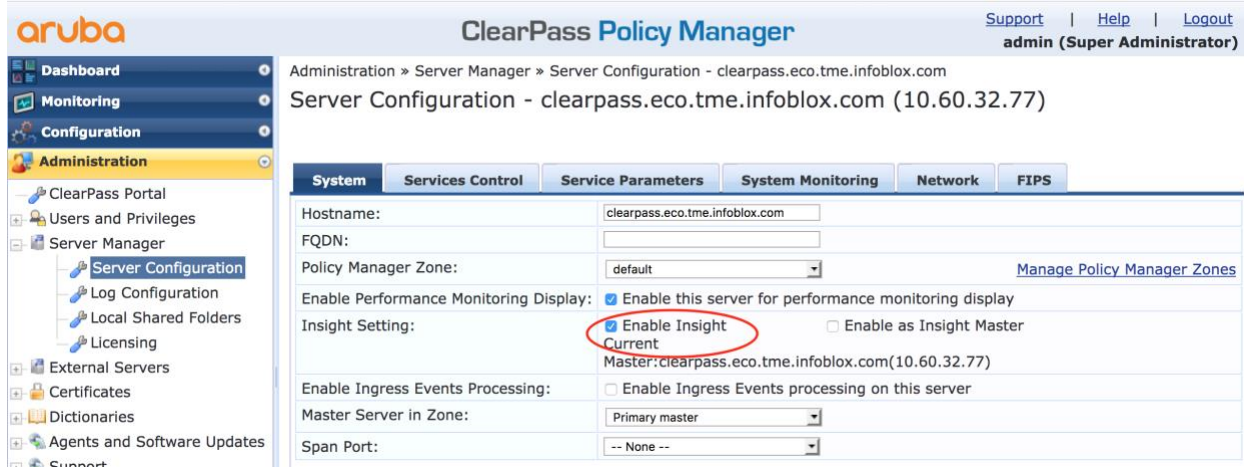 aruba
ClearPass Policy Manager
Support | Help | Logout
admin (Super Administrator)
Dashboard
Monitoring
Configuration
Administration
ClearPass Portal
Users and Privileges
Server Manager
Server Configuration
Log Configuration
Local Shared Folders
Licensing
External Servers
Certificates
Dictionaries
Agents and Software Updates
Support
Administration » Server Manager » Server Configuration - clearpass.eco.tme.infoblox.com
Server Configuration - clearpass.eco.tme.infoblox.com (10.60.32.77)
System Services Control Service Parameters System Monitoring Network FIPS
Hostname: clearpass.eco.tme.infoblox.com
FQDN:
Policy Manager Zone: default Manage Policy Manager Zones
Enable Performance Monitoring Display: Enable this server for performance monitoring display
Insight Setting: Enable Insight Enable as Insight Master
Current
Master:clearpass.eco.tme.infoblox.com(10.60.32.77)
Enable Ingress Events Processing: Enable Ingress Events processing on this server
Master Server in Zone: Primary master
Span Port: -- None --